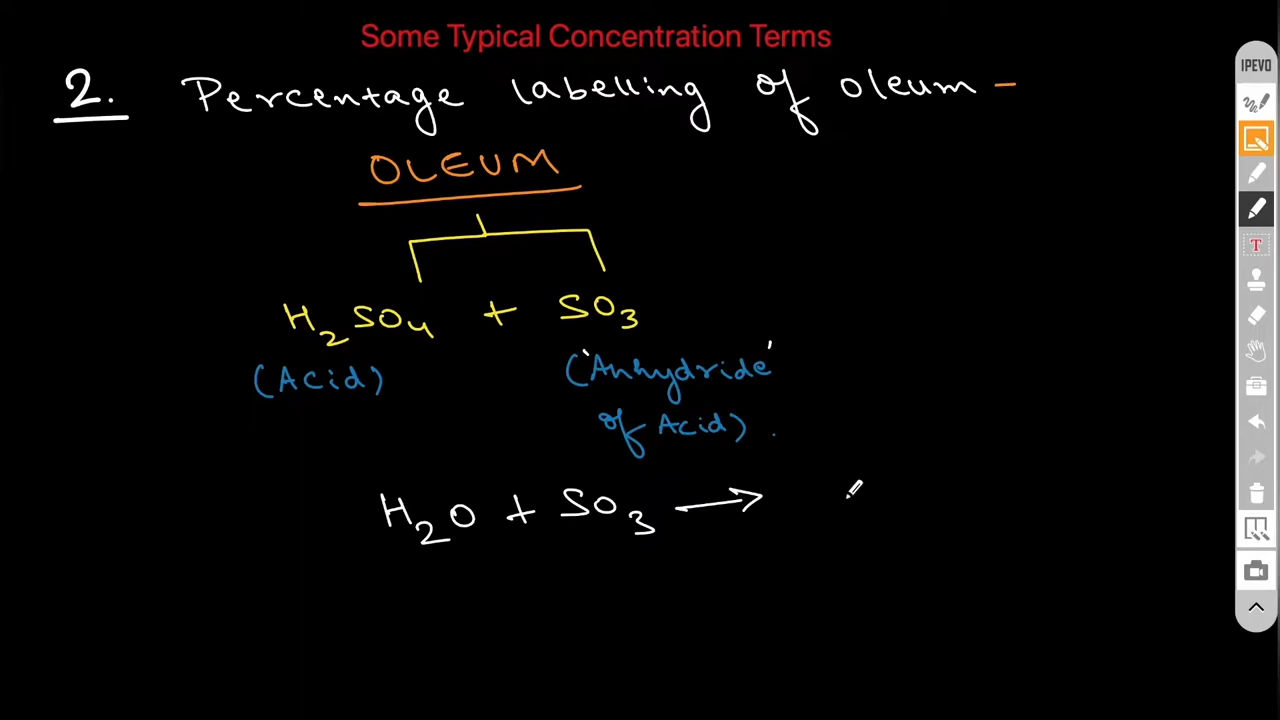 Some Typical Concentration Terms
2. Percentage labelling of oleum -
OLEUM
H₂SO₄ + SO₃
(Acid) ('Anhydride'
of Acid).
H₂O + SO₃ ⟶
IPEVO
T